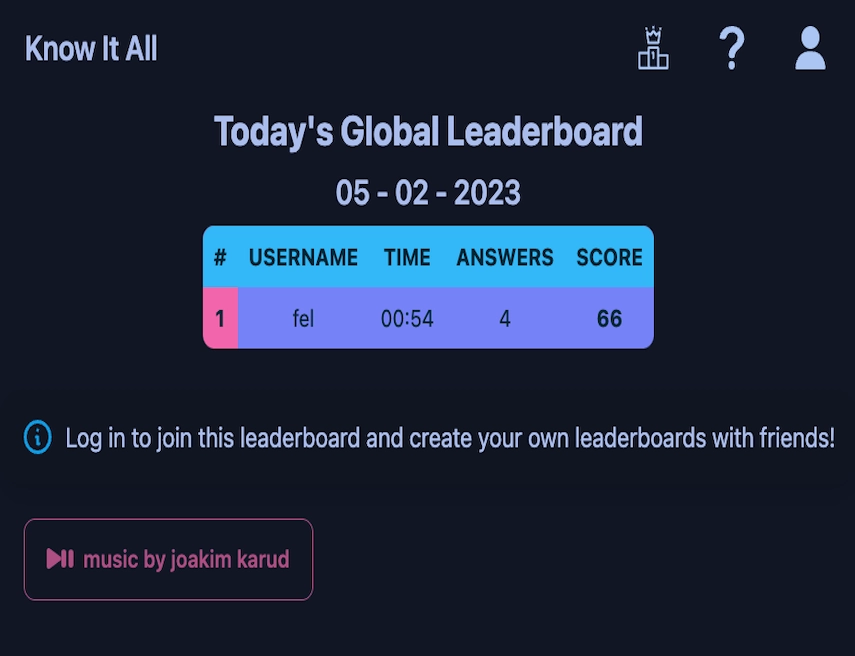 Know It All
Today's Global Leaderboard
05 - 02 - 2023
# USERNAME TIME ANSWERS SCORE
1 fel 00:54 4 66
Log in to join this leaderboard and create your own leaderboards with friends!
music by joakim karud